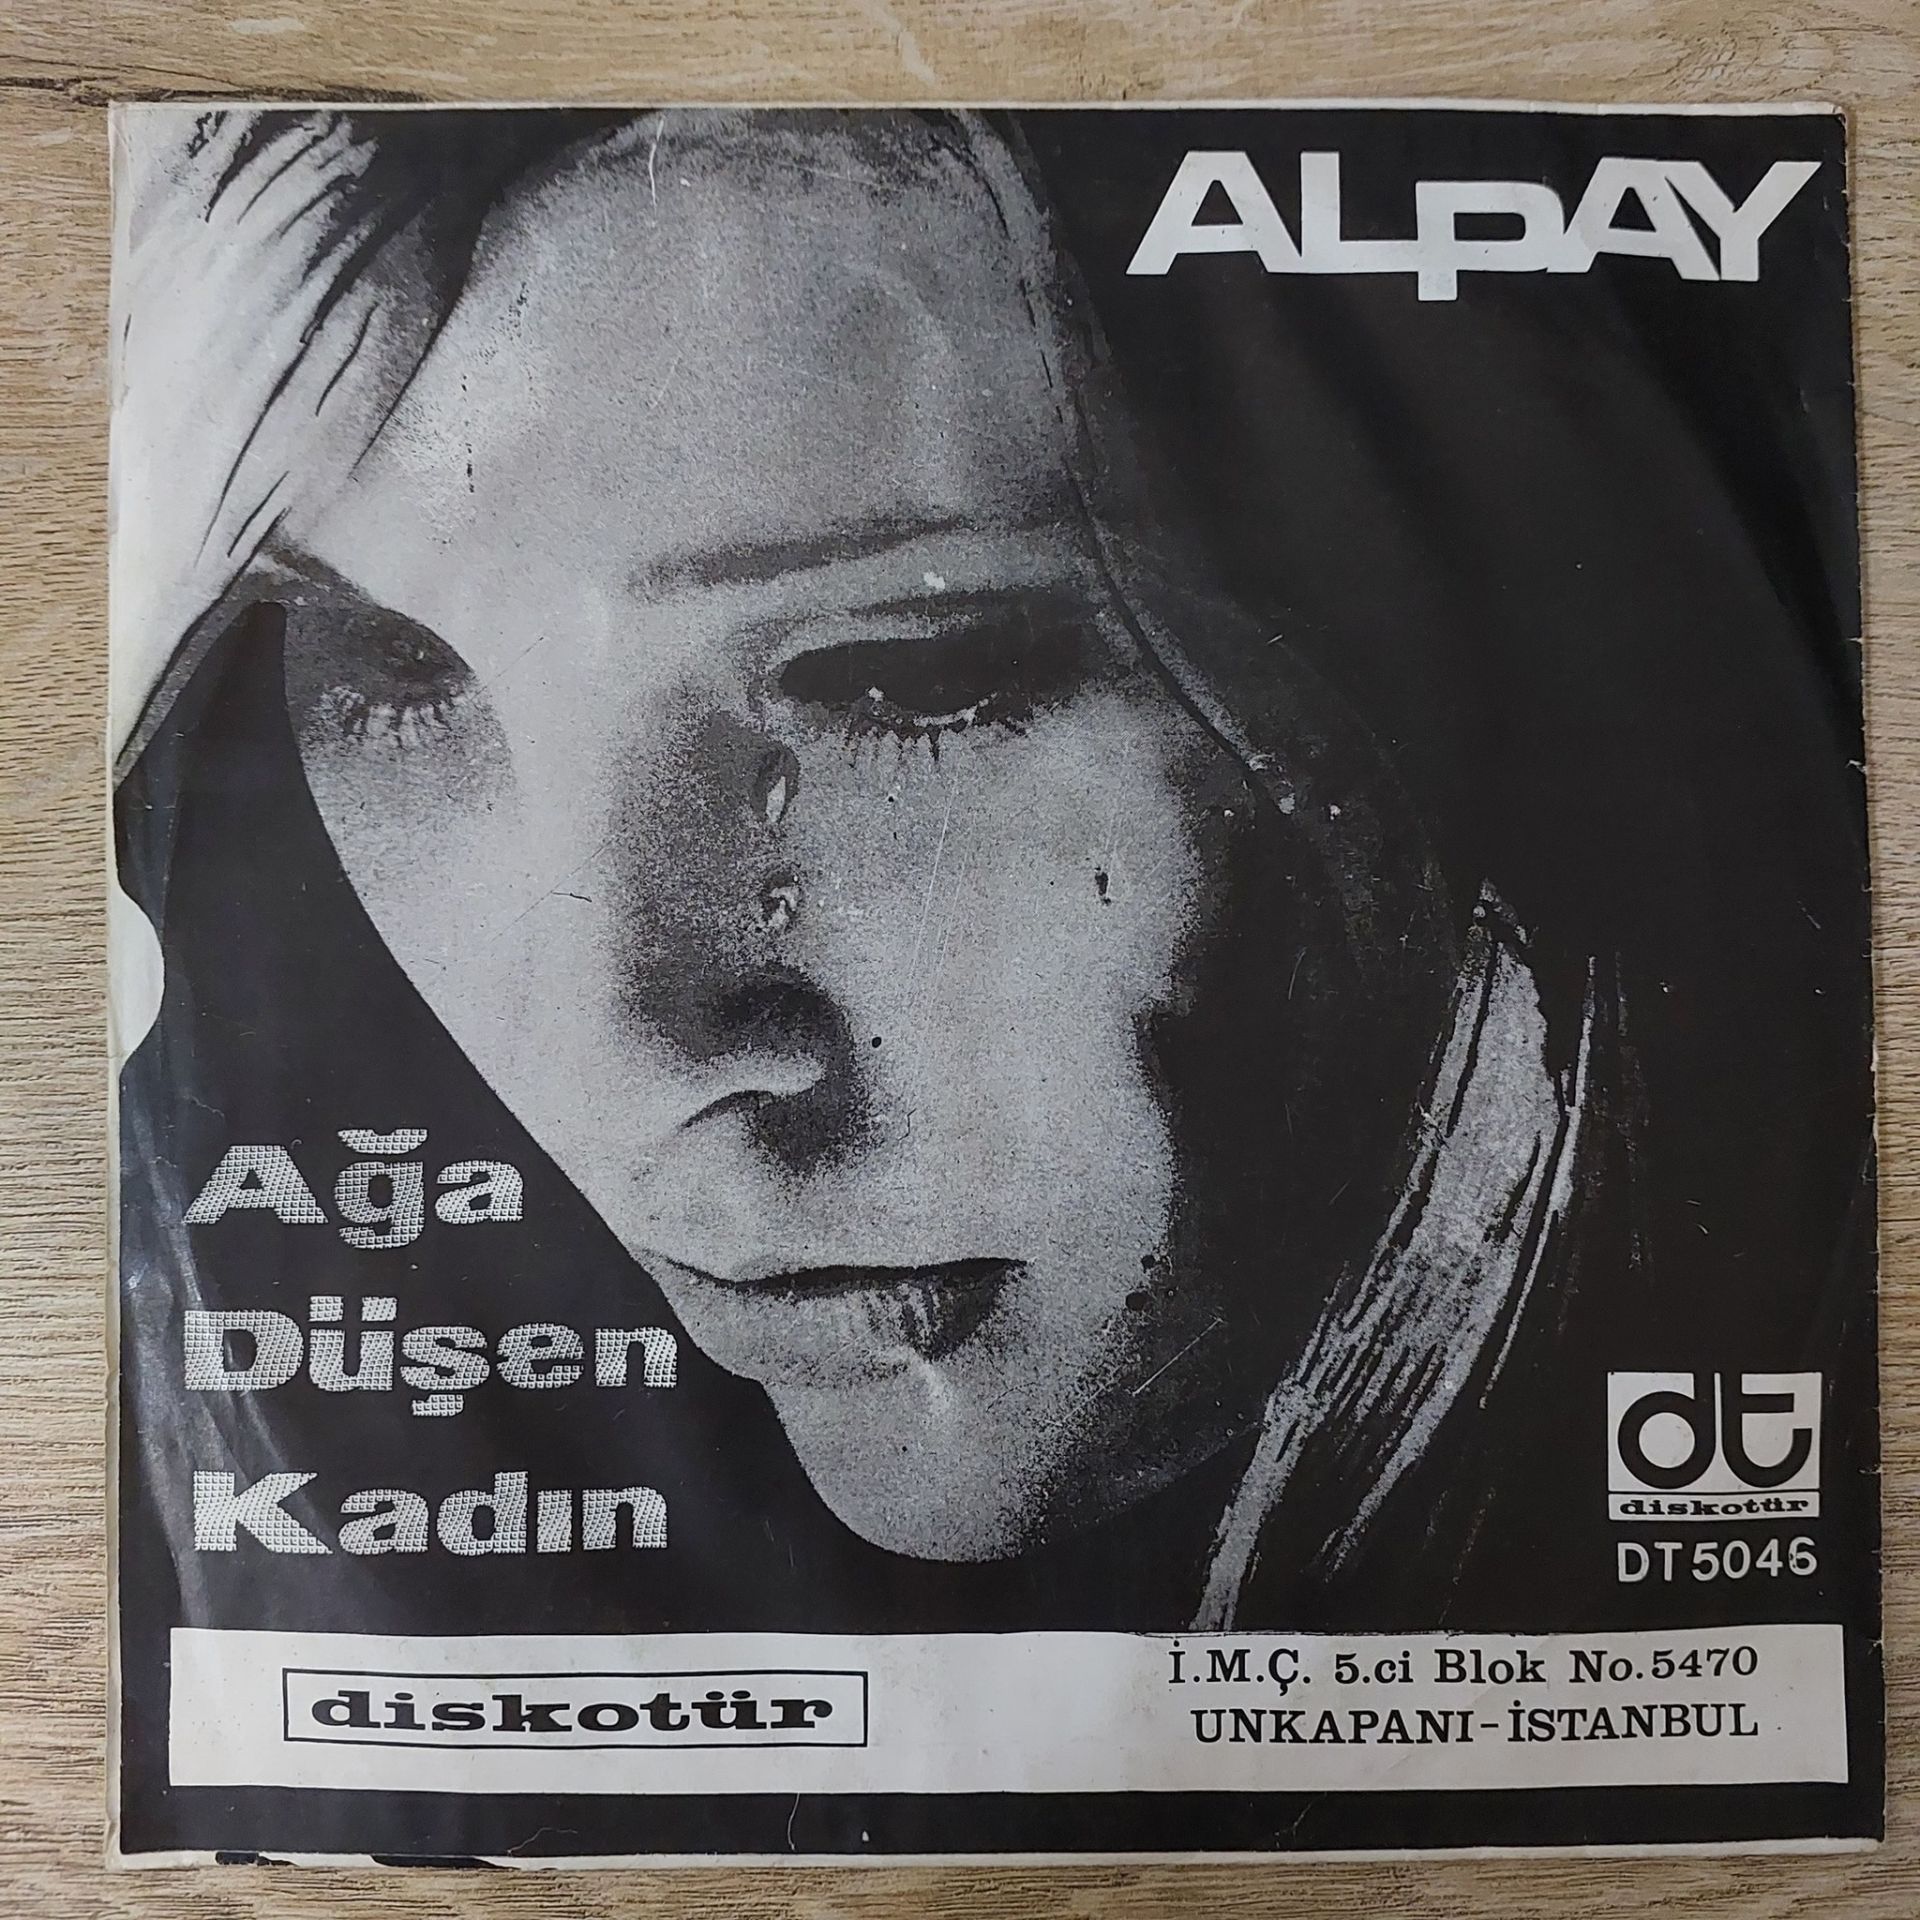 ALPAY
Ağa
Düşen
Kadın
dt
diskotür
DT5046
diskotür
İ.M.Ç. 5.ci Blok No.5470
UNKAPANI-İSTANBUL